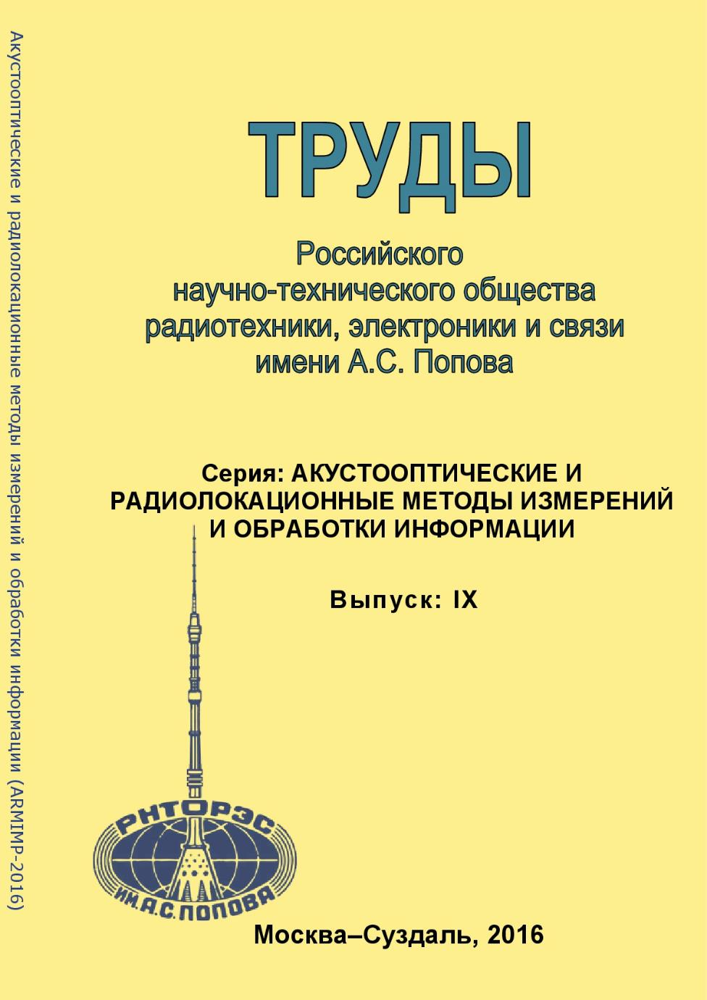 Акустооптические и радиолокационные методы измерений и обработки информации (ARMIMP-2016)
ТРУДЫ
Российского
научно-технического общества
радиотехники, электроники и связи
имени А.С. Попова
Серия: АКУСТООПТИЧЕСКИЕ И
РАДИОЛОКАЦИОННЫЕ МЕТОДЫ ИЗМЕРЕНИЙ
И ОБРАБОТКИ ИНФОРМАЦИИ
Выпуск: IX
РНТОРЭС
ИМ.А.С.ПОПОВА
Москва–Суздаль, 2016